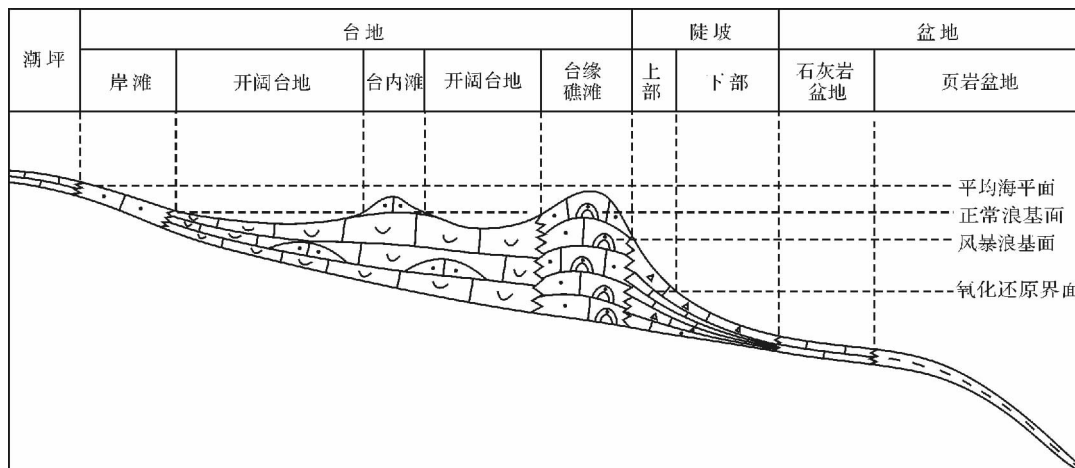 潮坪
台地
陡坡
盆地
岸滩
开阔台地
台内滩
开阔台地
台缘
礁滩
上
部
下部
石灰岩
盆地
页岩盆地
平均海平面
正常浪基面
风暴浪基面
氧化还原界面